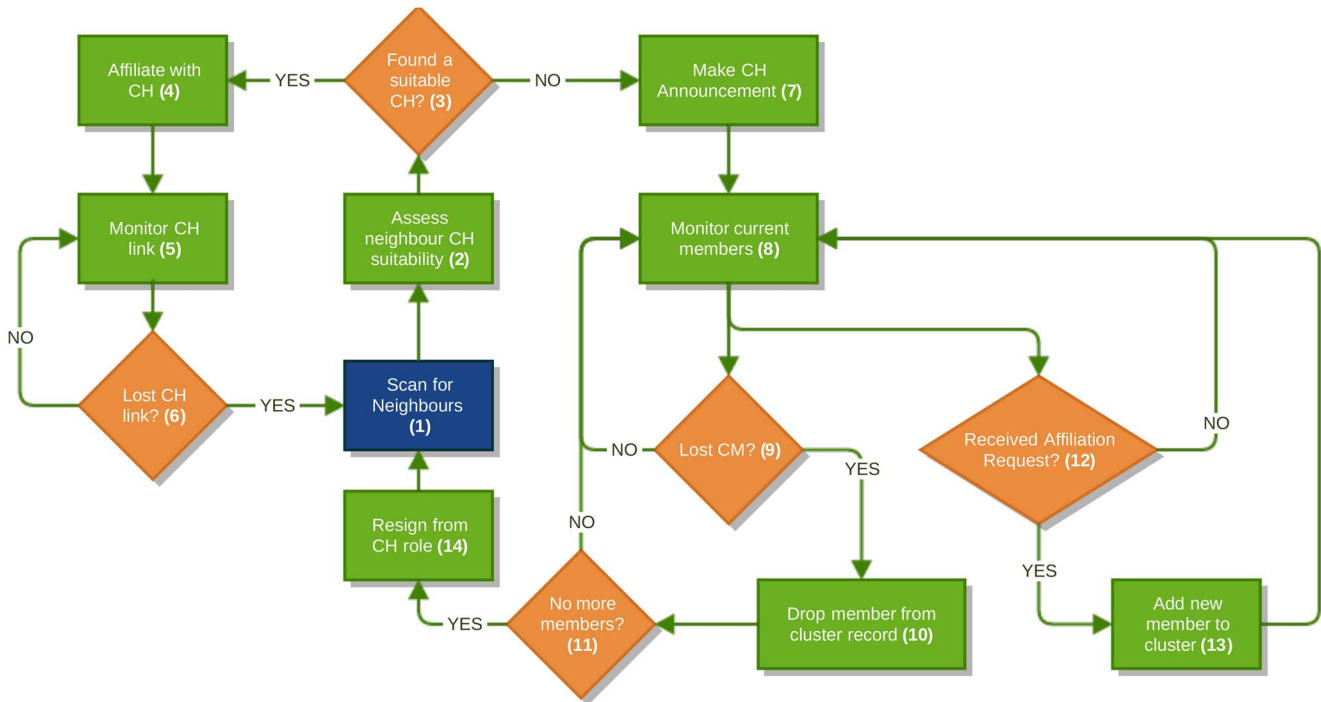 Affiliate with
CH (4)
YES
Found a
suitable
CH? (3)
NO
Make CH
Announcement (7)
Monitor CH
link (5)
Assess
neighbour CH
suitability (2)
Monitor current
members (8)
NO
Lost CH
link? (6)
YES
Scan for
Neighbours
(1)
NO
Lost CM? (9)
YES
Received Affiliation
Request? (12)
NO
Resign from
CH role (14)
NO
YES
No more
members?
(11)
YES
Drop member from
cluster record (10)
Add new
member to
cluster (13)